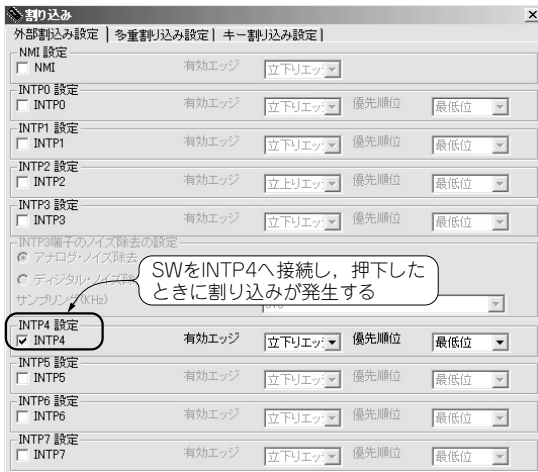 割り込み
外部割込み設定 | 多重割り込み設定 | キー割り込み設定 |
NMI 設定
NMI 有効エッジ 立下りエッジ
INTP0 設定
INTP0 有効エッジ 立下りエッジ 優先順位 最低位
INTP1 設定
INTP1 有効エッジ 立下りエッジ 優先順位 最低位
INTP2 設定
INTP2 有効エッジ 立上りエッジ 優先順位 最低位
INTP3 設定
INTP3 有効エッジ 立下りエッジ 優先順位 最低位
INTP3端子のノイズ除去の設定
アナログ・ノイズ除去
SWをINTP4へ接続し，押下した
ときに割り込みが発生する
ディジタル・ノイズ除
サンプリング(KHz)
INTP4 設定
INTP4 有効エッジ 立下りエッジ 優先順位 最低位
INTP5 設定
INTP5 有効エッジ 立下りエッジ 優先順位 最低位
INTP6 設定
INTP6 有効エッジ 立下りエッジ 優先順位 最低位
INTP7 設定
INTP7 有効エッジ 立下りエッジ 優先順位 最低位